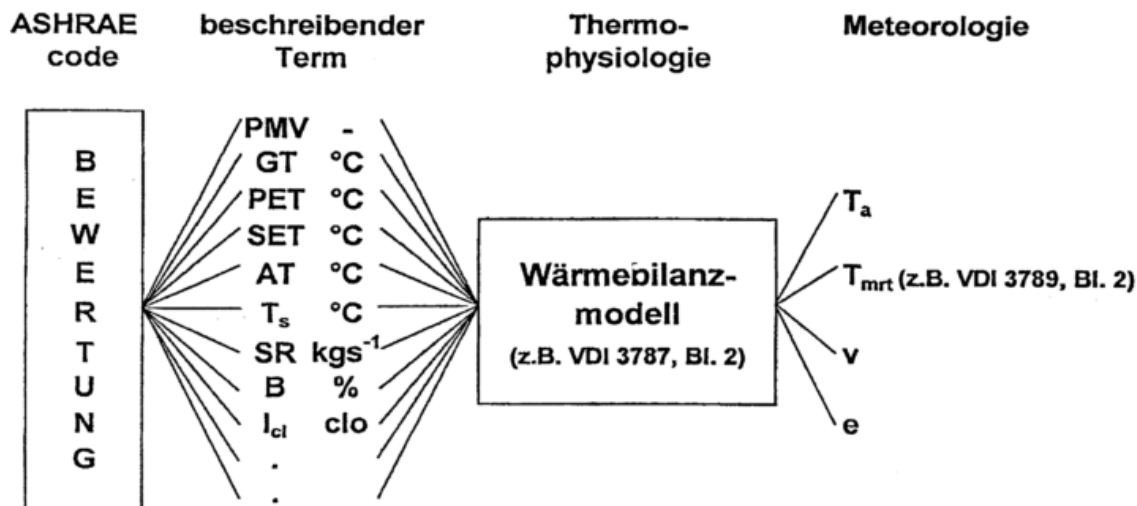 ASHRAE code
beschreibender Term
Thermo-physiologie
Meteorologie
B
E
W
E
R
T
U
N
G
PMV -
GT °C
PET °C
SET °C
AT °C
Ts °C
SR kgs⁻¹
B %
Icl clo
.
.
Wärmebilanz-
modell
(z.B. VDI 3787, Bl. 2)
Ta
Tmrt (z.B. VDI 3789, Bl. 2)
v
e